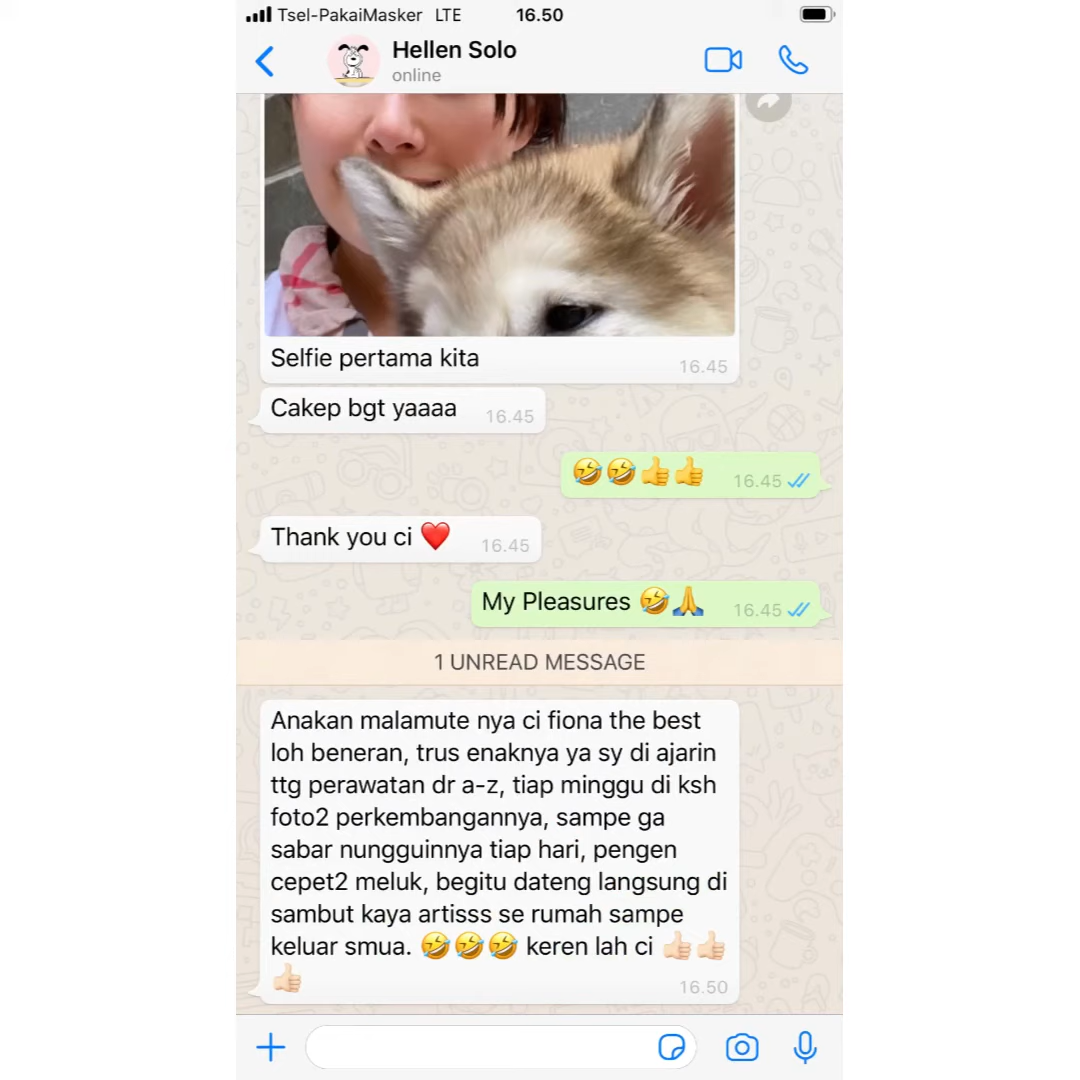 Tsel-PakaiMasker LTE 16.50
Hellen Solo
online
Selfie pertama kita 16.45
Cakep bgt yaaaa 16.45
🤣🤣👍👍 16.45
Thank you ci ❤️ 16.45
My Pleasures 🤣🙏 16.45
1 UNREAD MESSAGE
Anakan malamute nya ci fiona the best
loh beneran, trus enaknya ya sy di ajarin
ttg perawatan dr a-z, tiap minggu di ksh
foto2 perkembangannya, sampe ga
sabar nungguinnya tiap hari, pengen
cepet2 meluk, begitu dateng langsung di
sambut kaya artisss se rumah sampe
keluar smua. 🤣🤣🤣 keren lah ci 👍🏻👍🏻
👍🏻 16.50